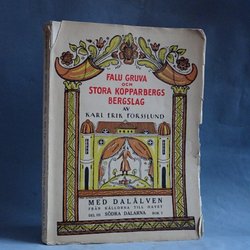 FALU GRUVA
OCH
STORA KOPPARBERGS
BERGSLAG
AV
KARL ERIK FORSSLUND
MED DALÄLVEN
FRÅN KÄLLORNA TILL HAVET
DEL III. SÖDRA DALARNA BOK